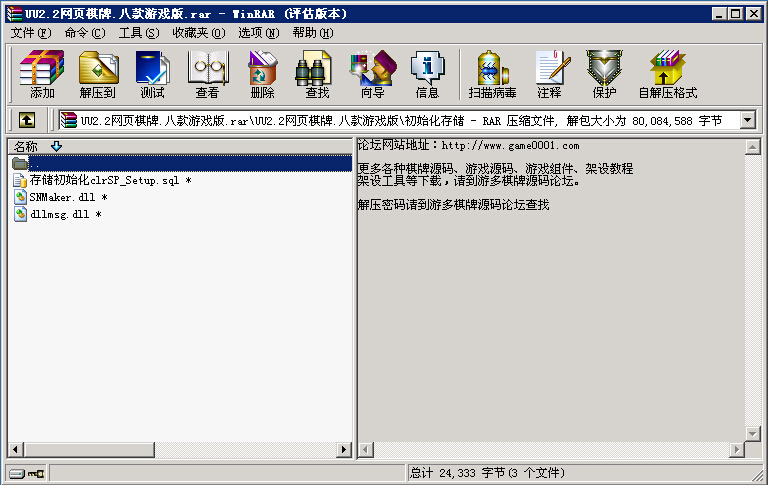 UU2.2网页棋牌.八款游戏版.rar - WinRAR (评估版本)
文件(F) 命令(C) 工具(S) 收藏夹(O) 选项(N) 帮助(H)
添加 解压到 测试 查看 删除 查找 向导 信息 扫描病毒 注释 保护 自解压格式
UU2.2网页棋牌.八款游戏版.rar\UU2.2网页棋牌.八款游戏版\初始化存储 - RAR 压缩文件, 解包大小为 80,084,588 字节
名称
..
存储初始化clrSP_Setup.sql *
SNMaker.dll *
dllmsg.dll *
论坛网站地址：http://www.game0001.com
更多各种棋牌源码、游戏源码、游戏组件、架设教程
架设工具等下载，请到游多棋牌源码论坛。
解压密码请到游多棋牌源码论坛查找
总计 24,333 字节(3 个文件)